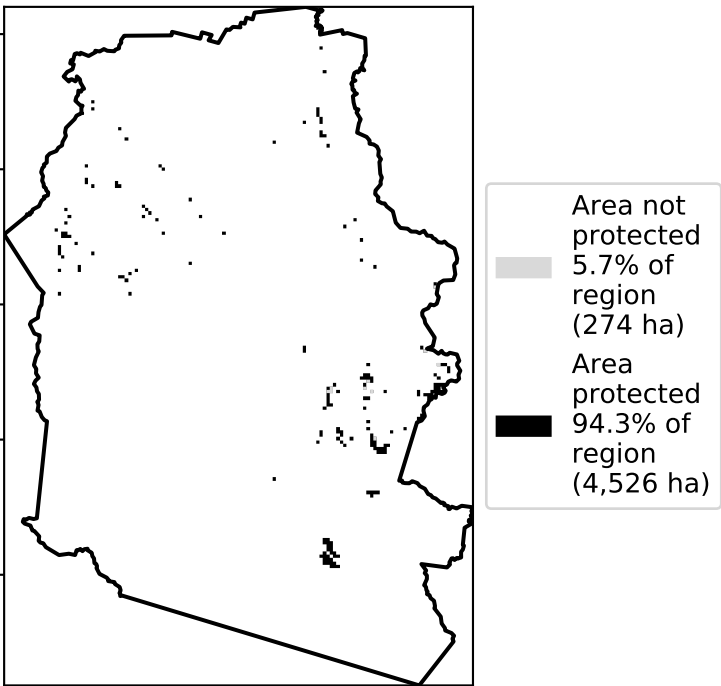 Area not
protected
5.7% of
region
(274 ha)
Area
protected
94.3% of
region
(4,526 ha)